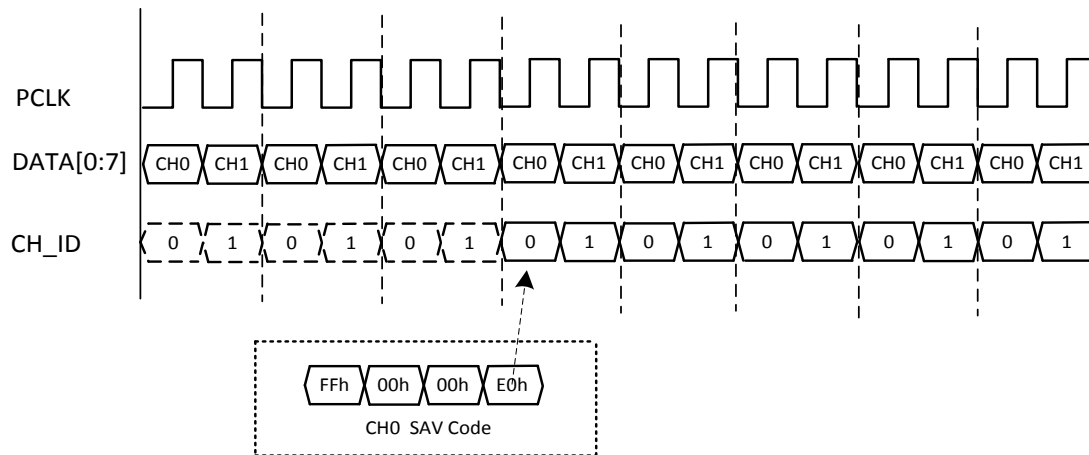 PCLK
DATA[0:7] CH0 CH1 CH0 CH1 CH0 CH1 CH0 CH1 CH0 CH1 CH0 CH1 CH0 CH1 CH0 CH1
CH_ID 0 1 0 1 0 1 0 1 0 1 0 1 0 1 0 1
FFh 00h 00h E0h
CH0 SAV Code